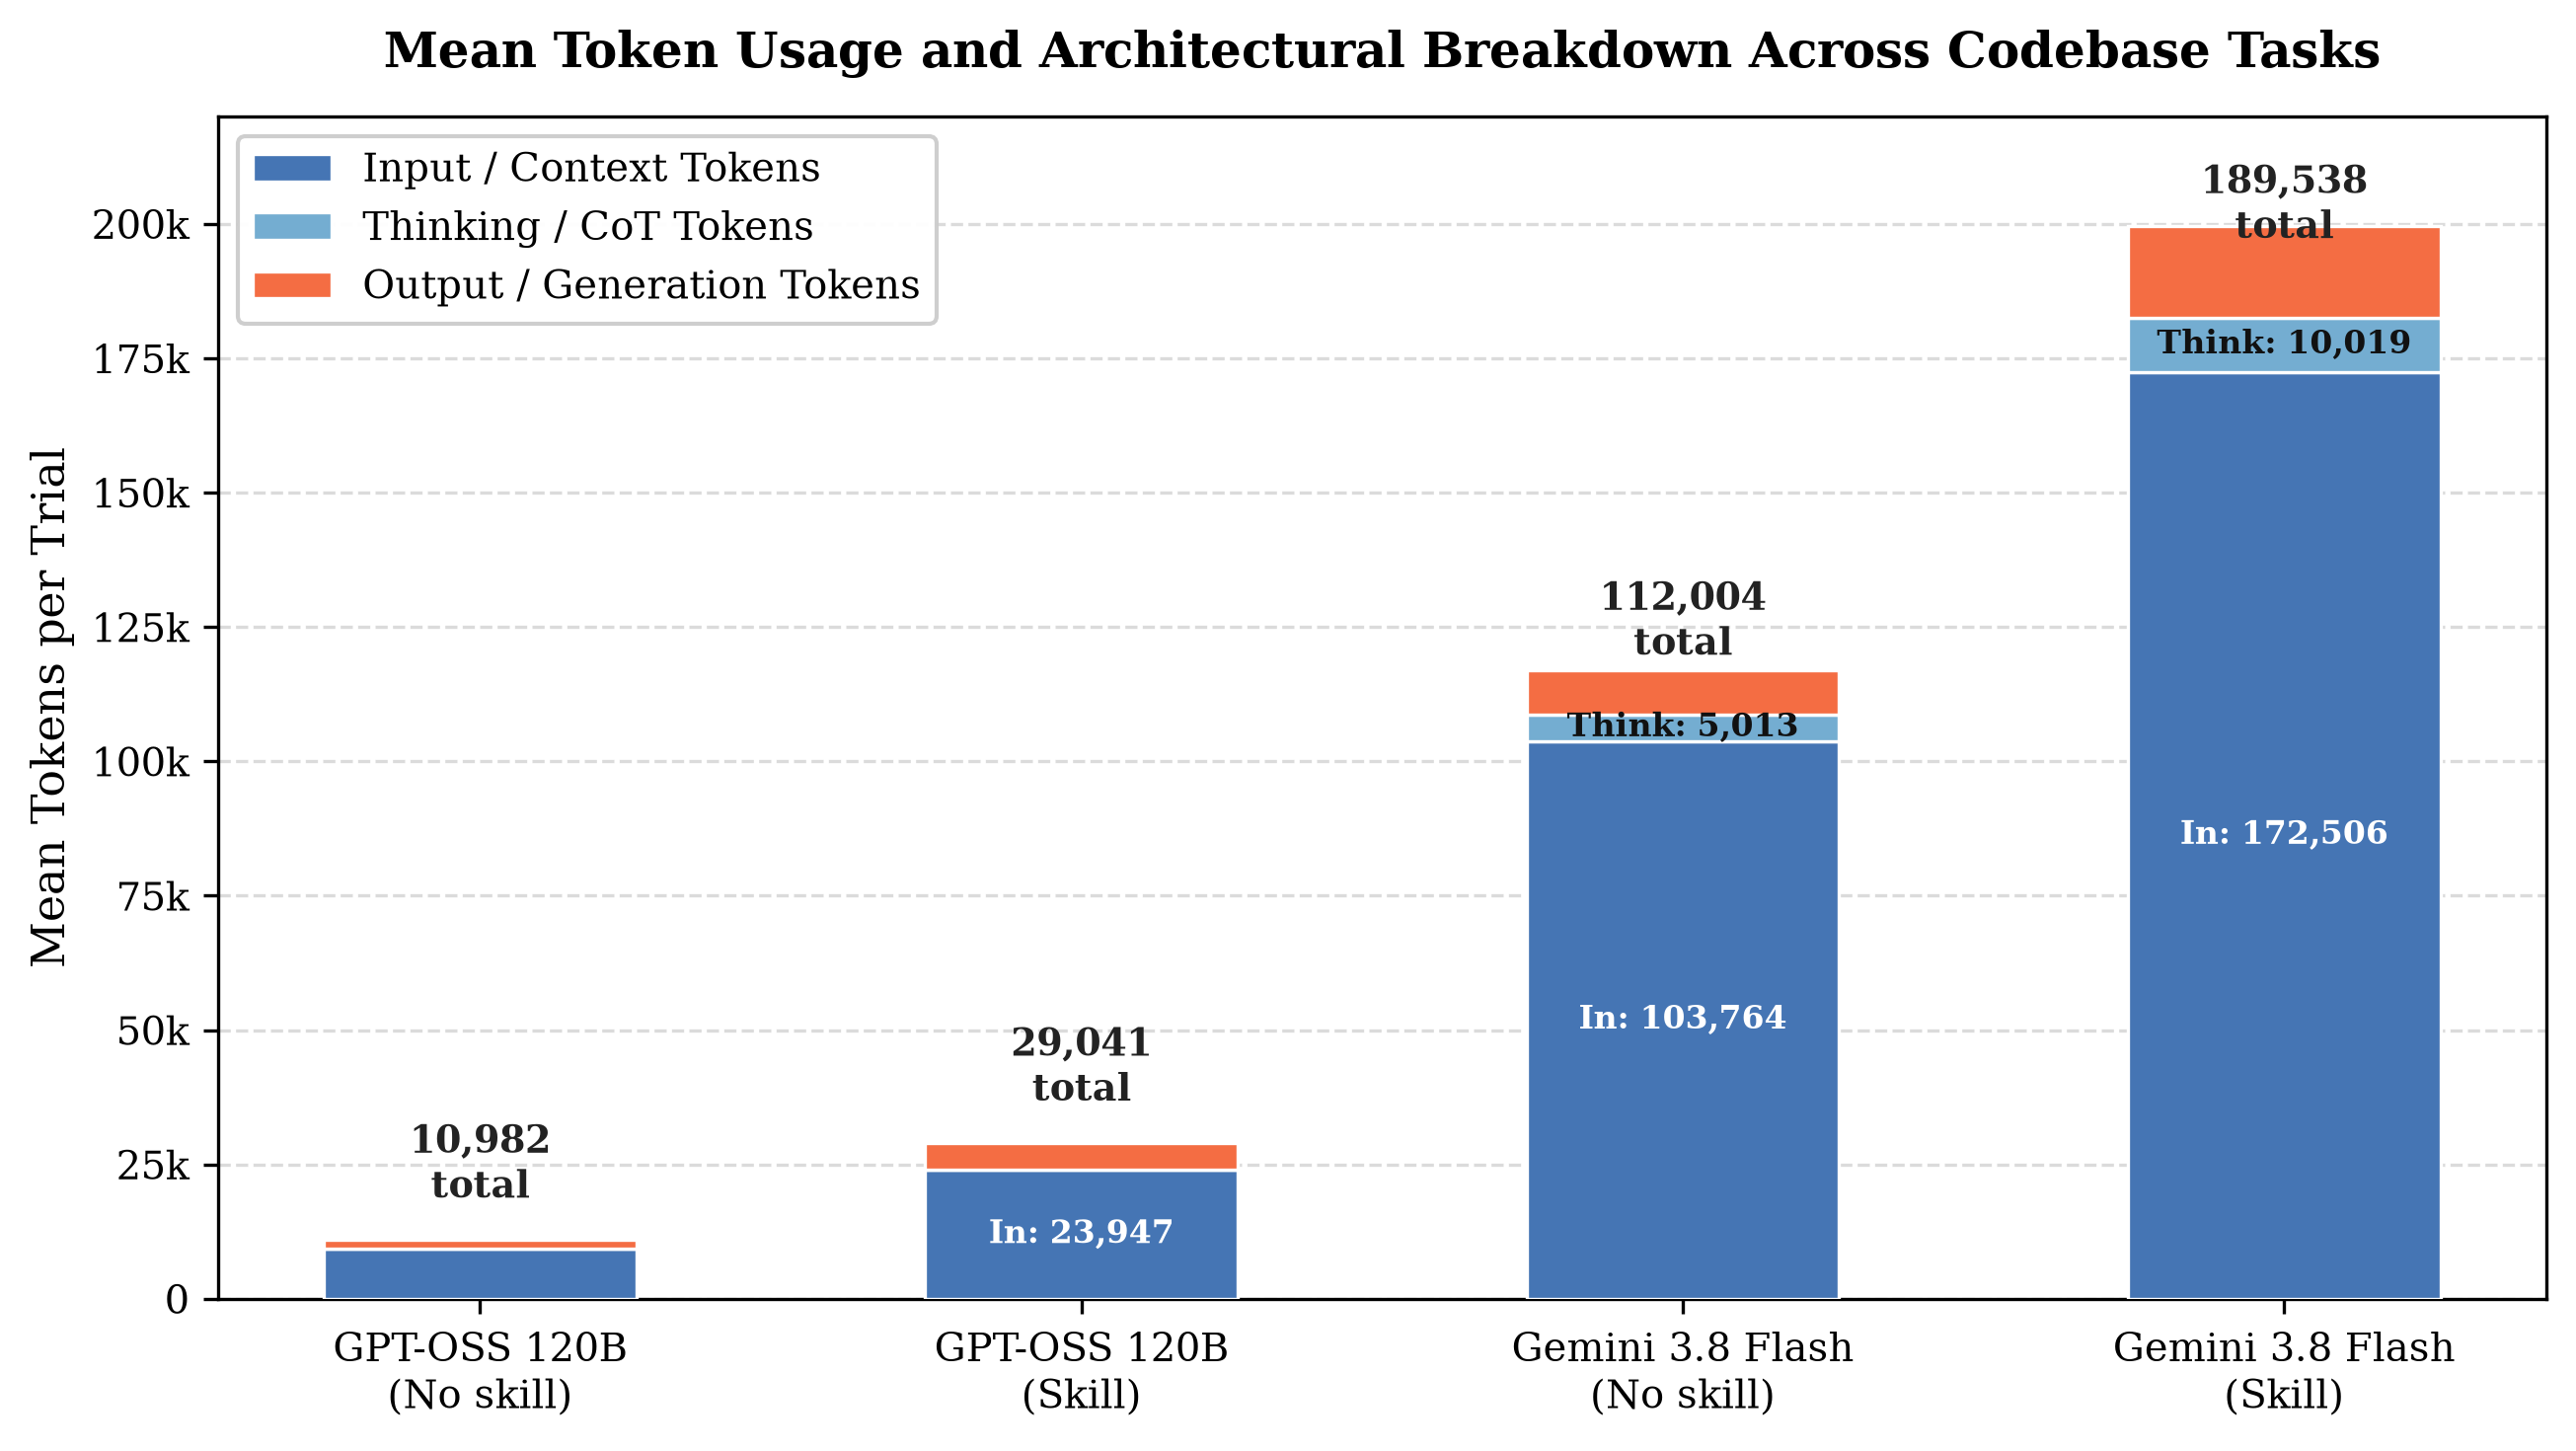 Mean Token Usage and Architectural Breakdown Across Codebase Tasks
Input / Context Tokens
Thinking / CoT Tokens
Output / Generation Tokens
Mean Tokens per Trial
200k
175k
150k
125k
100k
75k
50k
25k
0
10,982
total
29,041
total
In: 23,947
112,004
total
Think: 5,013
In: 103,764
189,538
total
Think: 10,019
In: 172,506
GPT-OSS 120B
(No skill)
GPT-OSS 120B
(Skill)
Gemini 3.8 Flash
(No skill)
Gemini 3.8 Flash
(Skill)